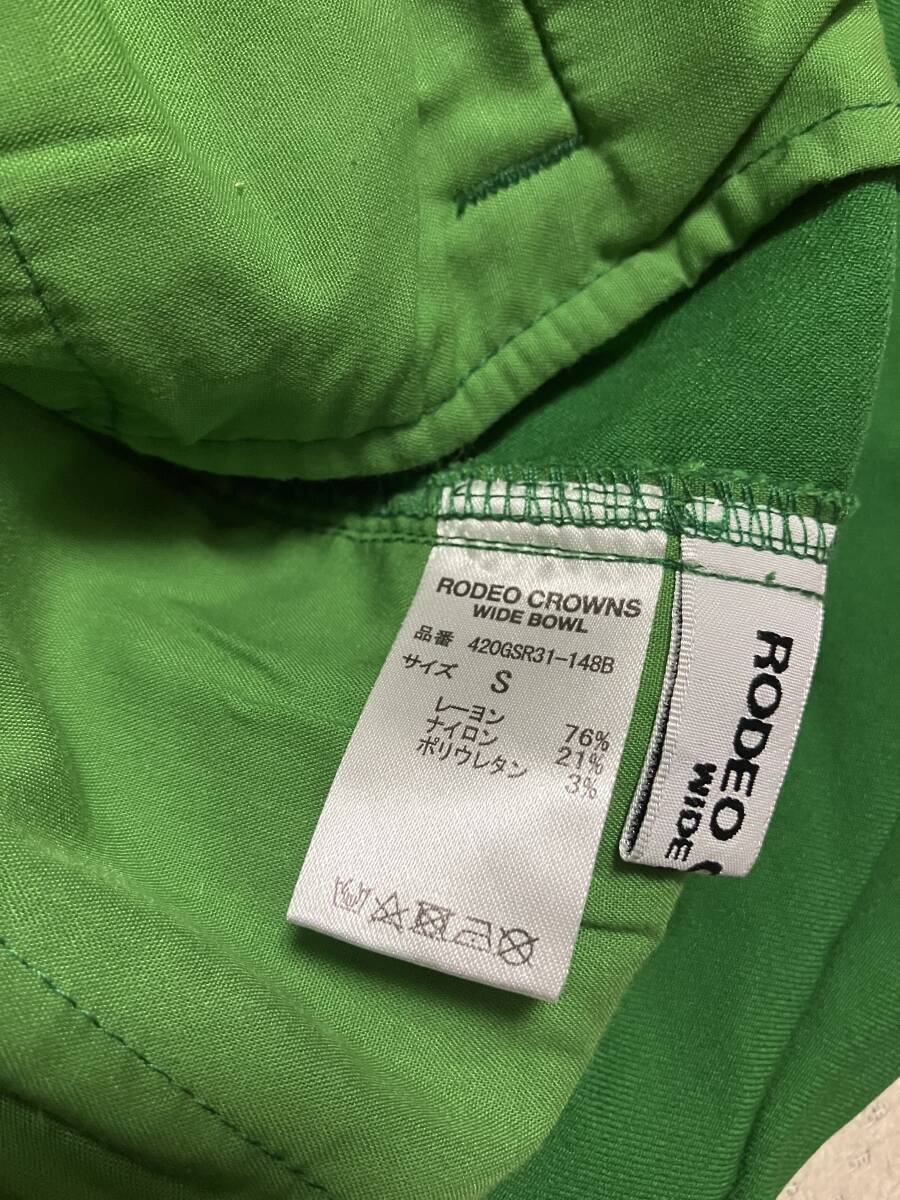 RODEO CROWNS
WIDE BOWL
品番 420GSR31-148B
サイズ S
レーヨン 76%
ナイロン 21%
ポリウレタン 3%
RODEO
WIDE